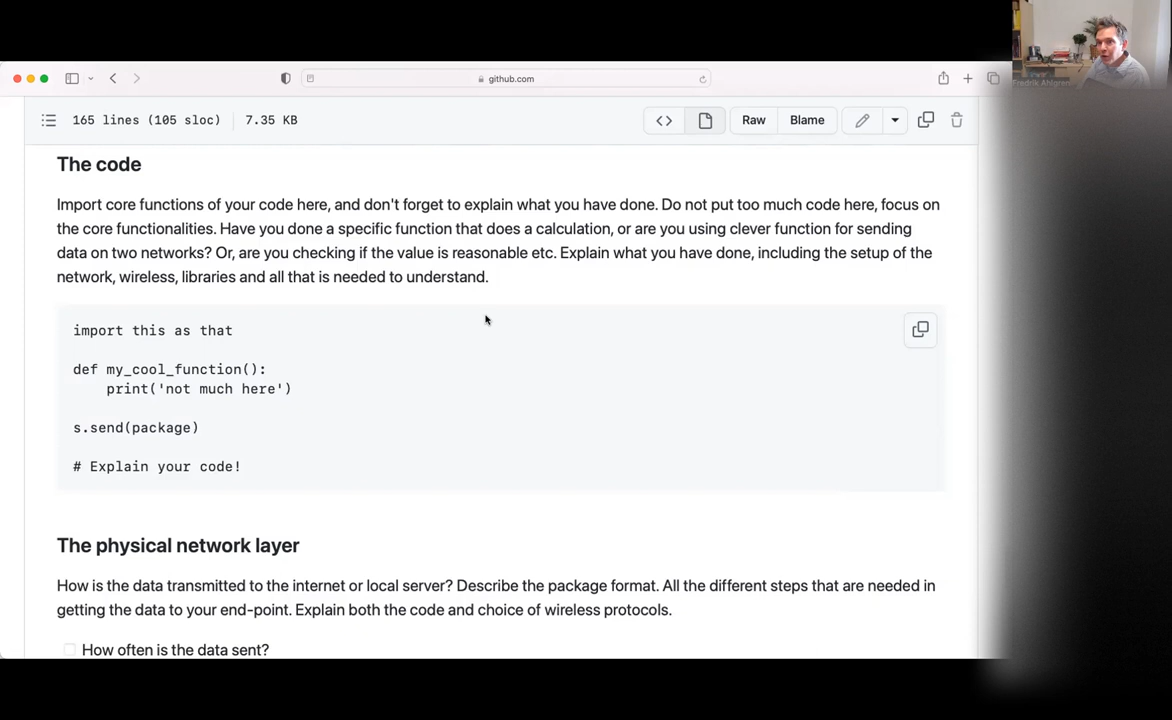 github.com
Fredrik Ahlgren
165 lines (105 sloc) 7.35 KB
Raw
Blame
The code
Import core functions of your code here, and don't forget to explain what you have done. Do not put too much code here, focus on
the core functionalities. Have you done a specific function that does a calculation, or are you using clever function for sending
data on two networks? Or, are you checking if the value is reasonable etc. Explain what you have done, including the setup of the
network, wireless, libraries and all that is needed to understand.
import this as that
def my_cool_function():
    print('not much here')
s.send(package)
# Explain your code!
The physical network layer
How is the data transmitted to the internet or local server? Describe the package format. All the different steps that are needed in
getting the data to your end-point. Explain both the code and choice of wireless protocols.
How often is the data sent?